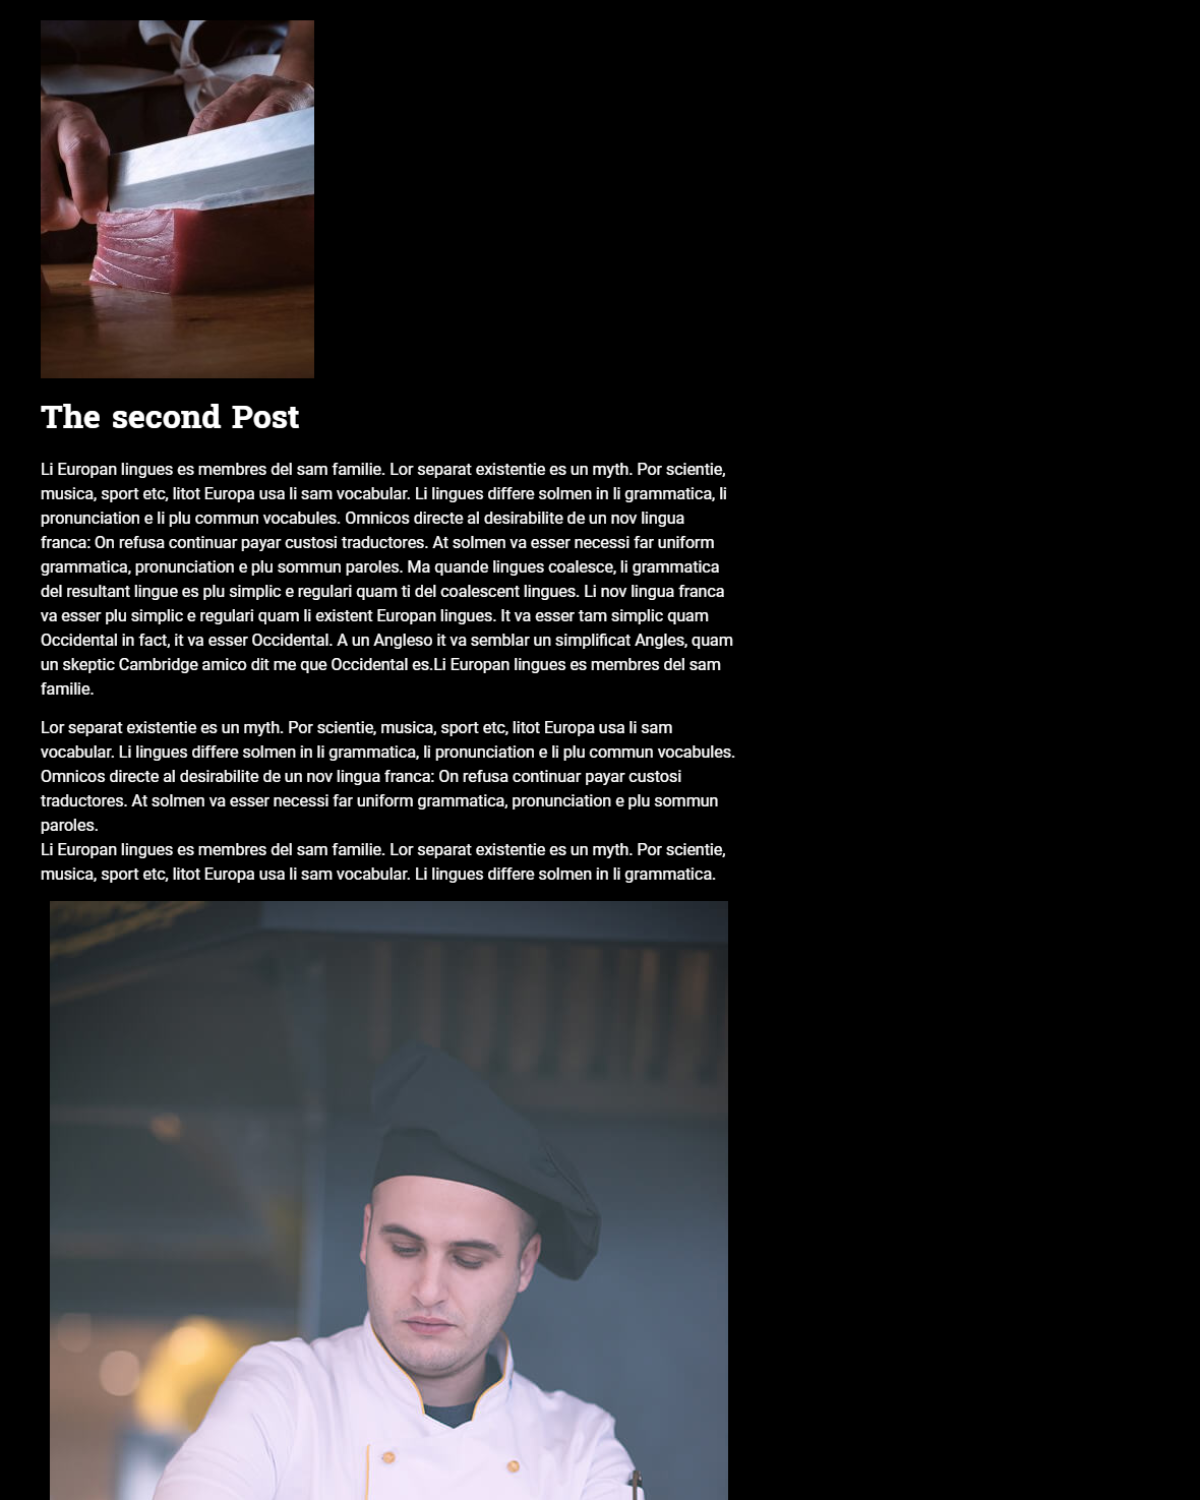 The second Post
Li Europan lingues es membres del sam familie. Lor separat existentie es un myth. Por scientie,
musica, sport etc, litot Europa usa li sam vocabular. Li lingues differe solmen in li grammatica, li
pronunciation e li plu commun vocabules. Omnicos directe al desirabilite de un nov lingua
franca: On refusa continuar payar custosi traductores. At solmen va esser necessi far uniform
grammatica, pronunciation e plu sommun paroles. Ma quande lingues coalesce, li grammatica
del resultant lingue es plu simplic e regulari quam ti del coalescent lingues. Li nov lingua franca
va esser plu simplic e regulari quam li existent Europan lingues. It va esser tam simplic quam
Occidental in fact, it va esser Occidental. A un Angleso it va semblar un simplificat Angles, quam
un skeptic Cambridge amico dit me que Occidental es.Li Europan lingues es membres del sam
familie.
Lor separat existentie es un myth. Por scientie, musica, sport etc, litot Europa usa li sam
vocabular. Li lingues differe solmen in li grammatica, li pronunciation e li plu commun vocabules.
Omnicos directe al desirabilite de un nov lingua franca: On refusa continuar payar custosi
traductores. At solmen va esser necessi far uniform grammatica, pronunciation e plu sommun
paroles.
Li Europan lingues es membres del sam familie. Lor separat existentie es un myth. Por scientie,
musica, sport etc, litot Europa usa li sam vocabular. Li lingues differe solmen in li grammatica.